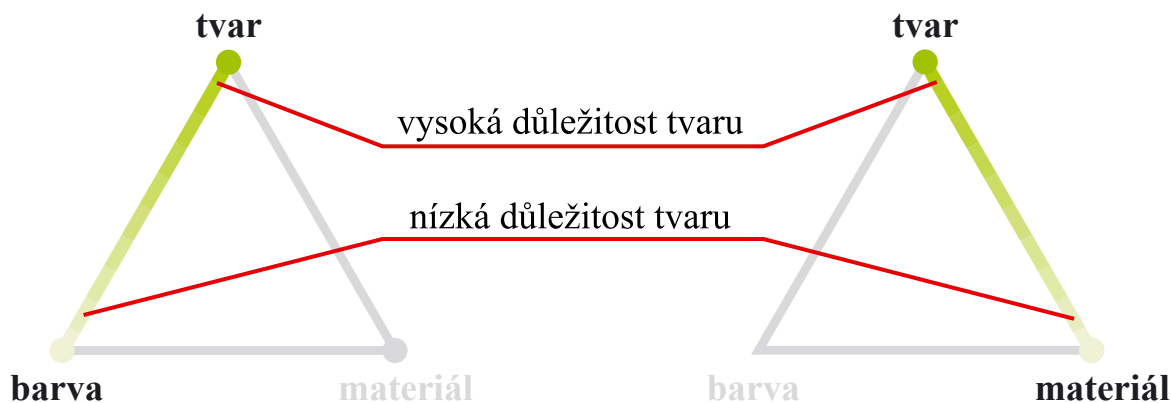 tvar
tvar
vysoká důležitost tvaru
nízká důležitost tvaru
barva
materiál
barva
materiál